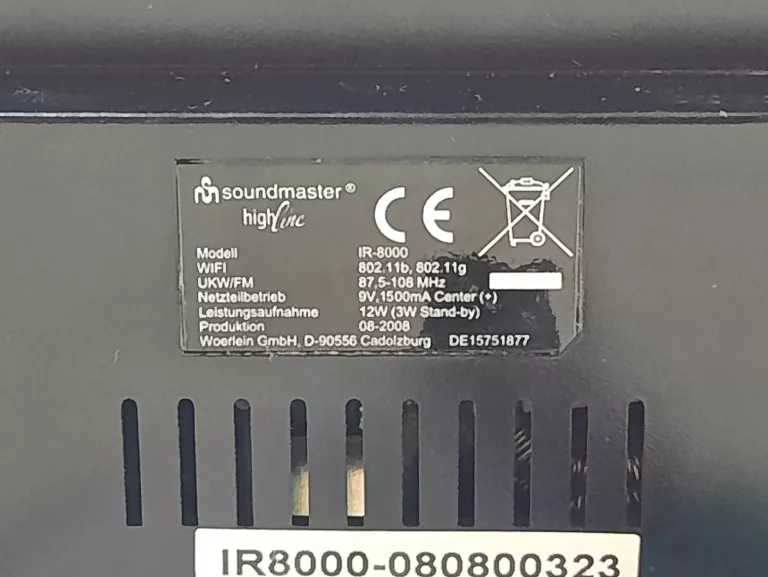 soundmaster®
highline
CE
Modell IR-8000
WIFI 802.11b, 802.11g
UKW/FM 87,5-108 MHz
Netzteilbetrieb 9V,1500mA Center (+)
Leistungsaufnahme 12W (3W Stand-by)
Produktion 08-2008
Woerlein GmbH, D-90556 Cadolzburg DE15751877
IR8000-080800323